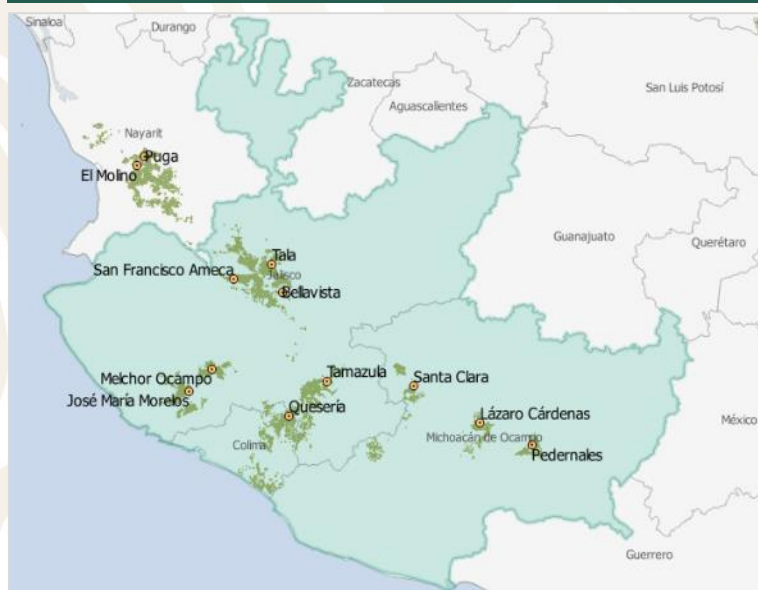 Sinaloa
Durango
Zacatecas
San Luis Potosí
Aguascalientes
Nayarit
Puga
El Molino
Guanajuato
Querétaro
Tala
San Francisco Ameca
Jalisco
Bellavista
Tamazula
Santa Clara
Melchor Ocampo
José María Morelos
Quesería
Lázaro Cárdenas
México
Colima
Michoacán de Ocampo
Pedernales
Guerrero